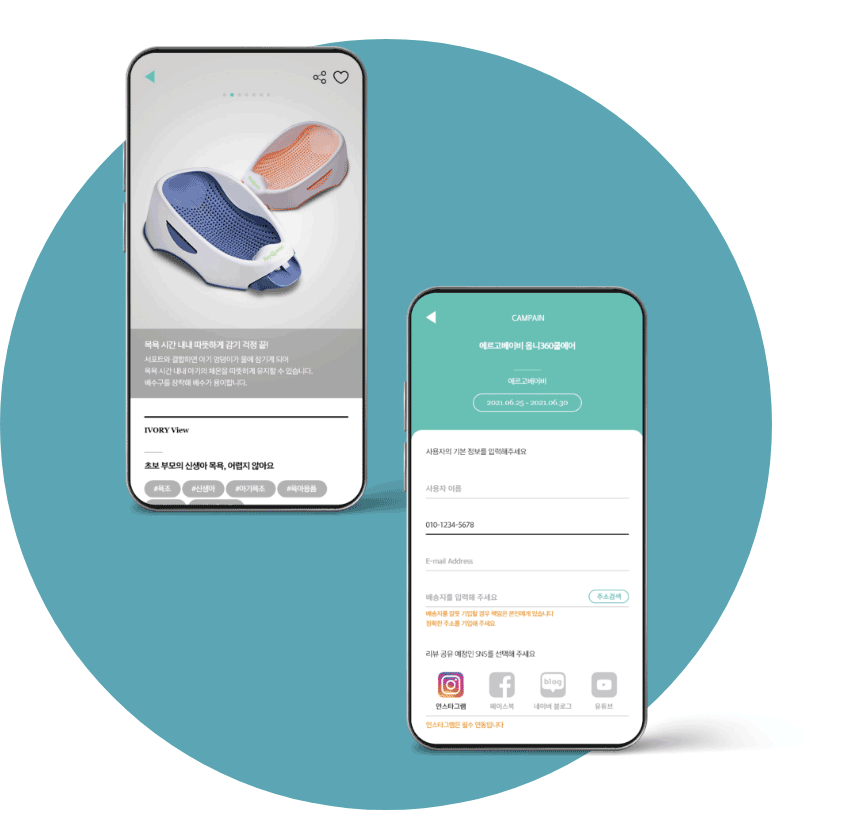 목욕 시간 내내 따뜻하게 감기 걱정 끝!
서포트와 결합하면 아기 엉덩이가 물에 잠기게 되어
목욕 시간 내내 아기의 체온을 따뜻하게 유지할 수 있습니다.
배수구를 장착해 배수가 용이합니다.
IVORY View
초보 부모의 신생아 목욕, 어렵지 않아요
#욕조 #신생아 #아기욕조 #육아용품
CAMPAIN
에르고베이비 옴니360쿨에어
에르고베이비
2021.06.25 - 2021.06.30
사용자의 기본 정보를 입력해주세요
사용자 이름
010-1234-5678
E-mail Address
배송지를 입력해 주세요
주소검색
배송지를 잘못 기입할 경우 책임은 본인에게 있습니다
정확한 주소를 기입해 주세요
리뷰 공유 예정인 SNS를 선택해 주세요
blog
인스타그램 페이스북 네이버 블로그 유튜브
인스타그램은 필수 연동입니다